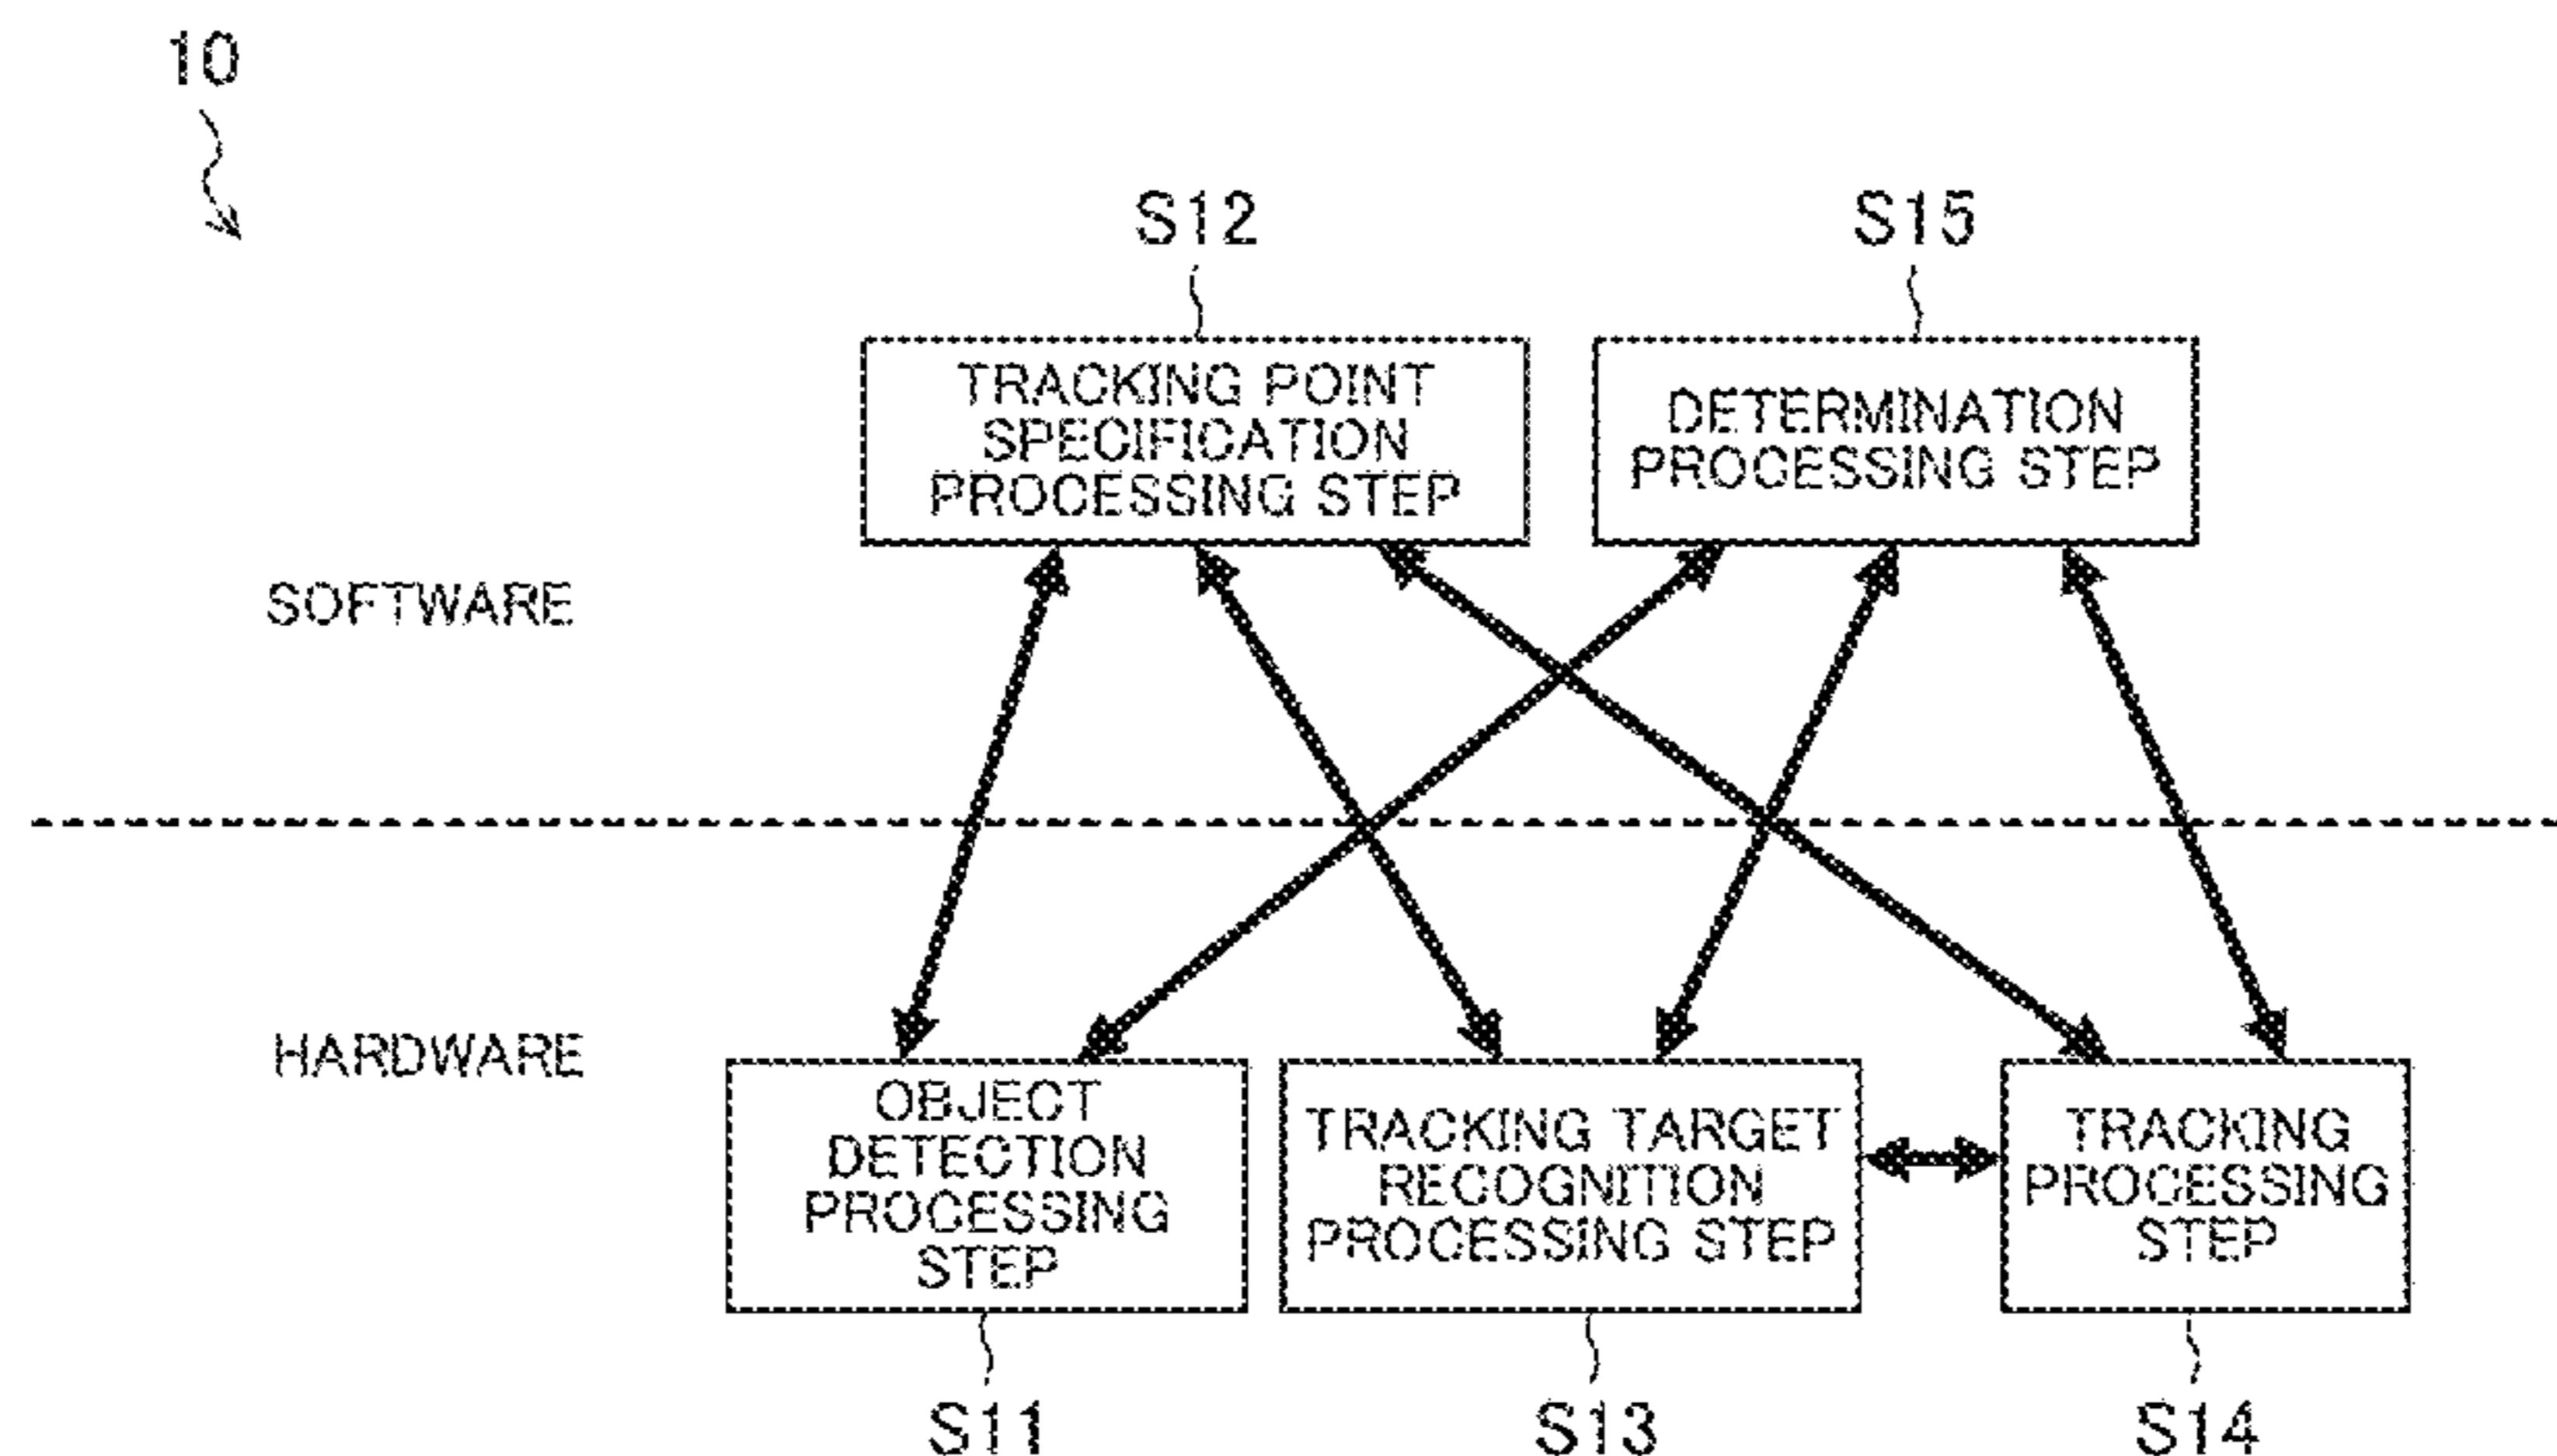 10
S12
S15
TRACKING POINT
SPECIFICATION
PROCESSING STEP
DETERMINATION
PROCESSING STEP
SOFTWARE
HARDWARE
OBJECT
DETECTION
PROCESSING
STEP
TRACKING TARGET
RECOGNITION
PROCESSING STEP
TRACKING
PROCESSING
STEP
S11
S13
S14